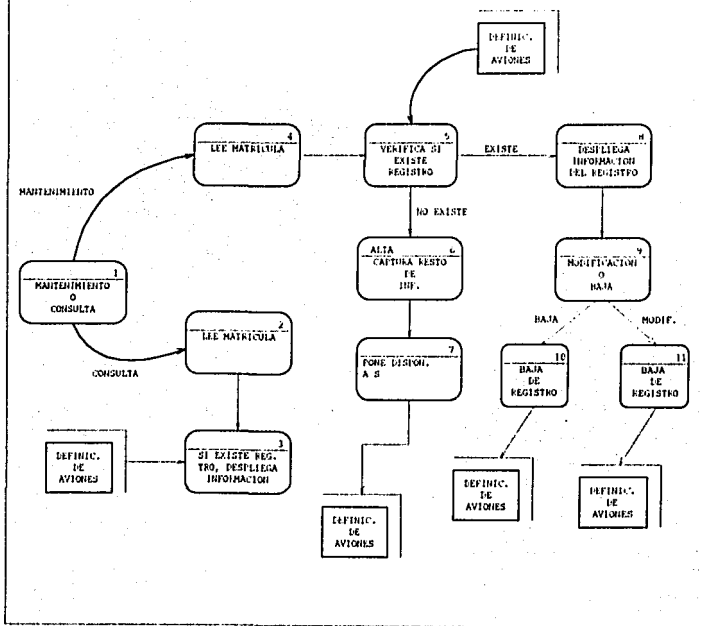 DEFINIC.
DE
AVIONES
4
LEE MATRICULA
5
VERIFICA SI
EXISTE
REGISTRO
EXISTE
8
DESPLIEGA
INFORMACION
DEL REGISTRO
MANTENIMIENTO
NO EXISTE
1
MANTENIMIENTO
O
CONSULTA
ALTA
6
CAPTURA RESTO
DE
INF.
9
MODIFICACION
O
BAJA
2
LEE MATRICULA
CONSULTA
7
PONE DISPON.
A S
BAJA
MODIF.
10
BAJA
DE
REGISTRO
11
BAJA
DE
REGISTRO
3
SI EXISTE REG.
TRO, DESPLIEGA
INFORMACION
DEFINIC.
DE
AVIONES
DEFINIC.
DE
AVIONES
DEFINIC.
DE
AVIONES
DEFINIC.
DE
AVIONES